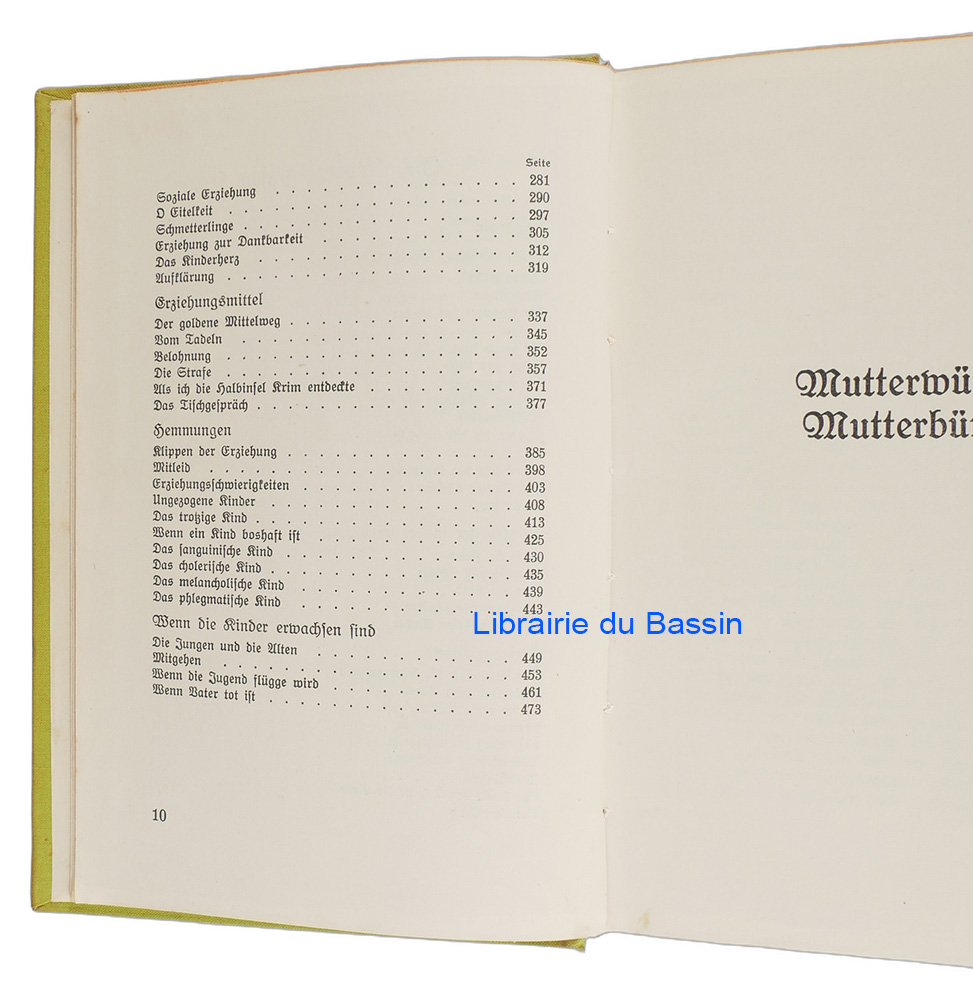 Seite
Soziale Erziehung . . . . . . . . . . . . . . . 281
O Eitelkeit . . . . . . . . . . . . . . . . . . 290
Schmetterlinge . . . . . . . . . . . . . . . . . 297
Erziehung zur Dankbarkeit . . . . . . . . . . . 305
Das Kinderherz . . . . . . . . . . . . . . . . . 312
Aufklärung . . . . . . . . . . . . . . . . . . . 319
Erziehungsmittel
Der goldene Mittelweg . . . . . . . . . . . . . 337
Vom Tadeln . . . . . . . . . . . . . . . . . . . 345
Belohnung . . . . . . . . . . . . . . . . . . . 352
Die Strafe . . . . . . . . . . . . . . . . . . . 357
Als ich die Halbinsel Krim entdeckte . . . . . . 371
Das Tischgespräch . . . . . . . . . . . . . . . 377
Hemmungen
Klippen der Erziehung . . . . . . . . . . . . . 385
Mitleid . . . . . . . . . . . . . . . . . . . . 398
Erziehungsschwierigkeiten . . . . . . . . . . . 403
Ungezogene Kinder . . . . . . . . . . . . . . . 408
Das trotzige Kind . . . . . . . . . . . . . . . 413
Wenn ein Kind boshaft ist . . . . . . . . . . . 425
Das sanguinische Kind . . . . . . . . . . . . . 430
Das cholerische Kind . . . . . . . . . . . . . . 435
Das melancholische Kind . . . . . . . . . . . . 439
Das phlegmatische Kind . . . . . . . . . . . . . 443
Wenn die Kinder erwachsen sind
Die Jungen und die Alten . . . . . . . . . . . . 449
Mitgehen . . . . . . . . . . . . . . . . . . . . 453
Wenn die Jugend flügge wird . . . . . . . . . . 461
Wenn Vater tot ist . . . . . . . . . . . . . . . 473
10
Librairie du Bassin